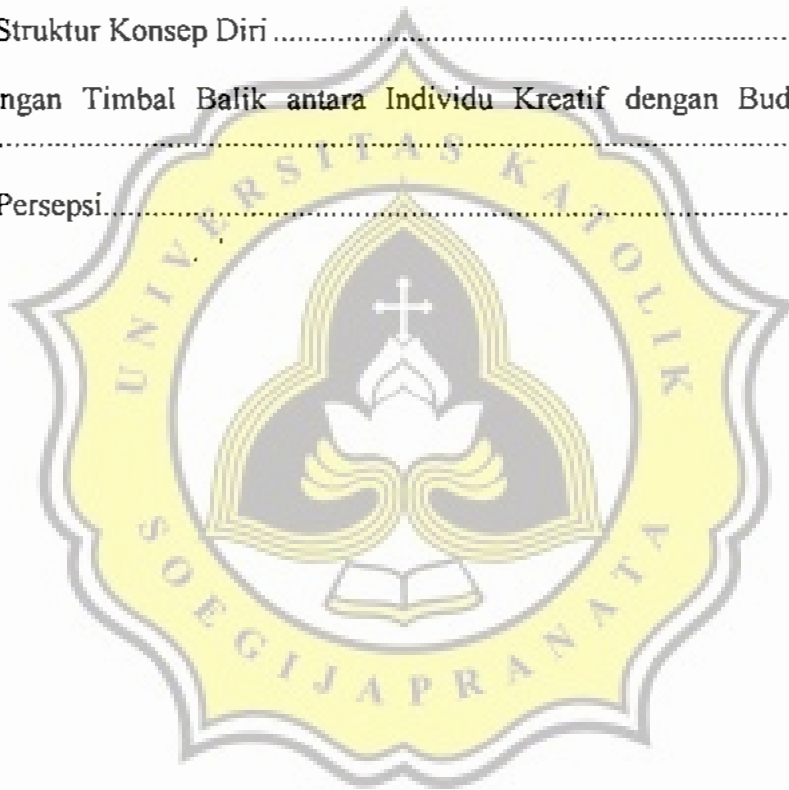 Struktur Konsep Diri ........................................................
ngan Timbal Balik antara Individu Kreatif dengan Bud
........................................................................................
Persepsi................................................................................
UNIVERSITAS KATOLIK
SOEGIJAPRANATA